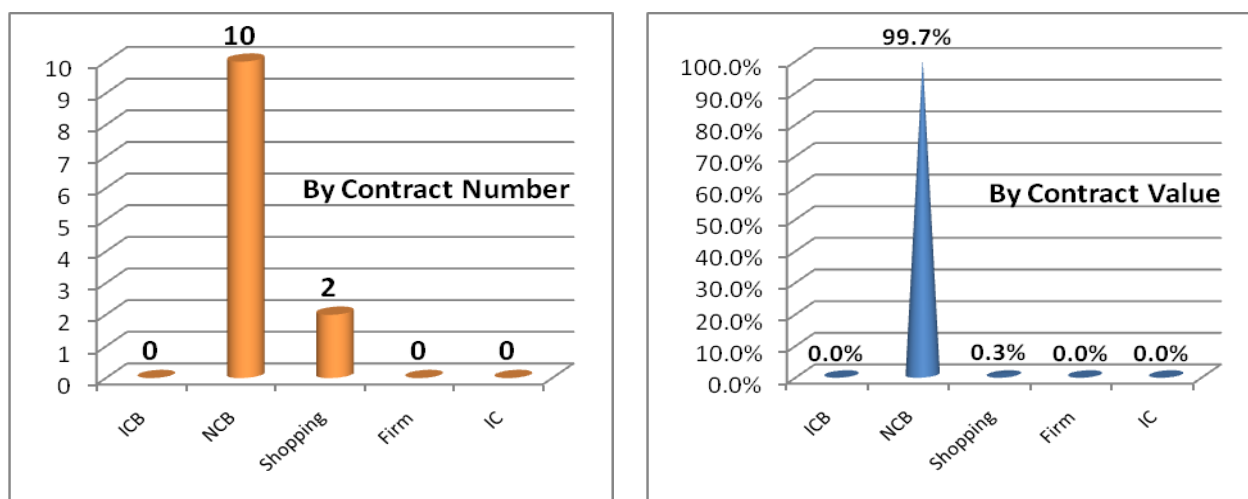 10
10
9
8
7
6
5
4
3
2
1
0
0
2
0
0
By Contract Number
ICB
NCB
Shopping
Firm
IC
99.7%
100.0%
90.0%
80.0%
70.0%
60.0%
50.0%
40.0%
30.0%
20.0%
10.0%
0.0%
0.0%
0.3%
0.0%
0.0%
By Contract Value
ICB
NCB
Shopping
Firm
IC